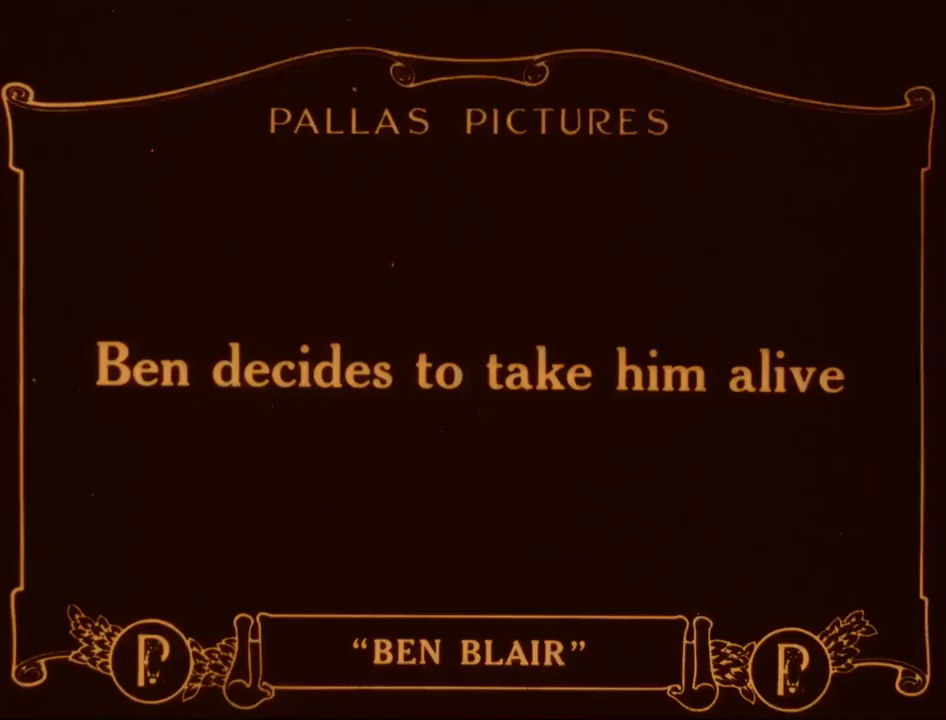 PALLAS PICTURES
Ben decides to take him alive
P
"BEN BLAIR"
P